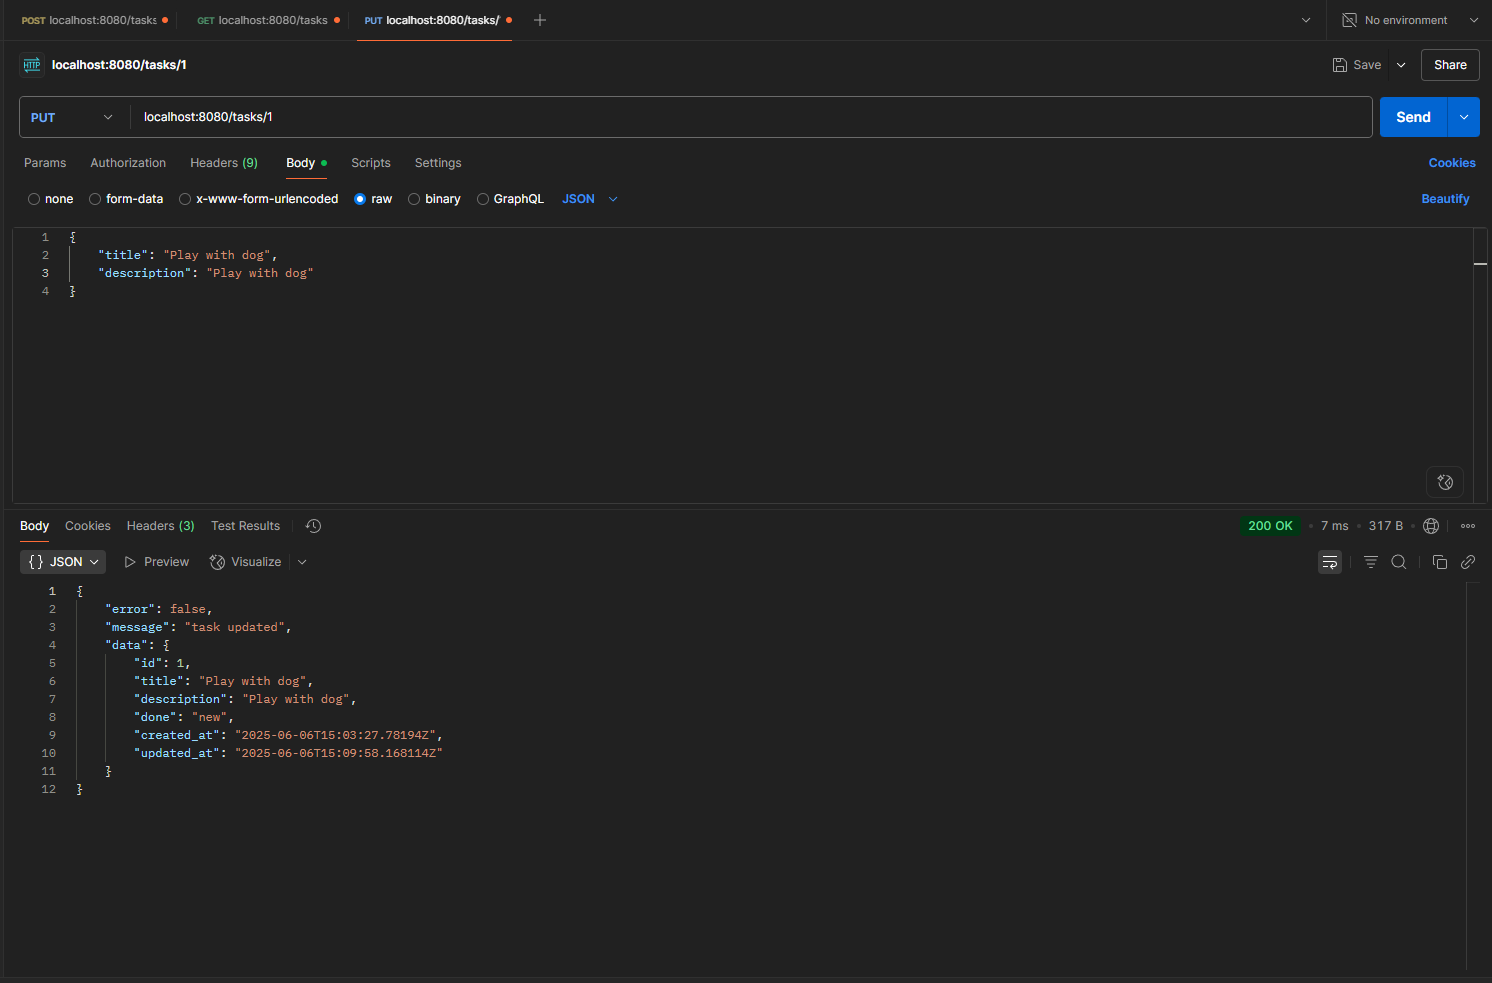 POST localhost:8080/tasks
GET localhost:8080/tasks
PUT localhost:8080/tasks/
No environment
HTTP localhost:8080/tasks/1
Save
Share
PUT
localhost:8080/tasks/1
Send
Params Authorization Headers (9) Body Scripts Settings
Cookies
none form-data x-www-form-urlencoded raw binary GraphQL JSON
Beautify
1 {
2 "title": "Play with dog",
3 "description": "Play with dog"
4 }
Body Cookies Headers (3) Test Results
200 OK • 7 ms • 317 B •
{} JSON Preview Visualize
1 {
2 "error": false,
3 "message": "task updated",
4 "data": {
5 "id": 1,
6 "title": "Play with dog",
7 "description": "Play with dog",
8 "done": "new",
9 "created_at": "2025-06-06T15:03:27.78194Z",
10 "updated_at": "2025-06-06T15:09:58.168114Z"
11 }
12 }